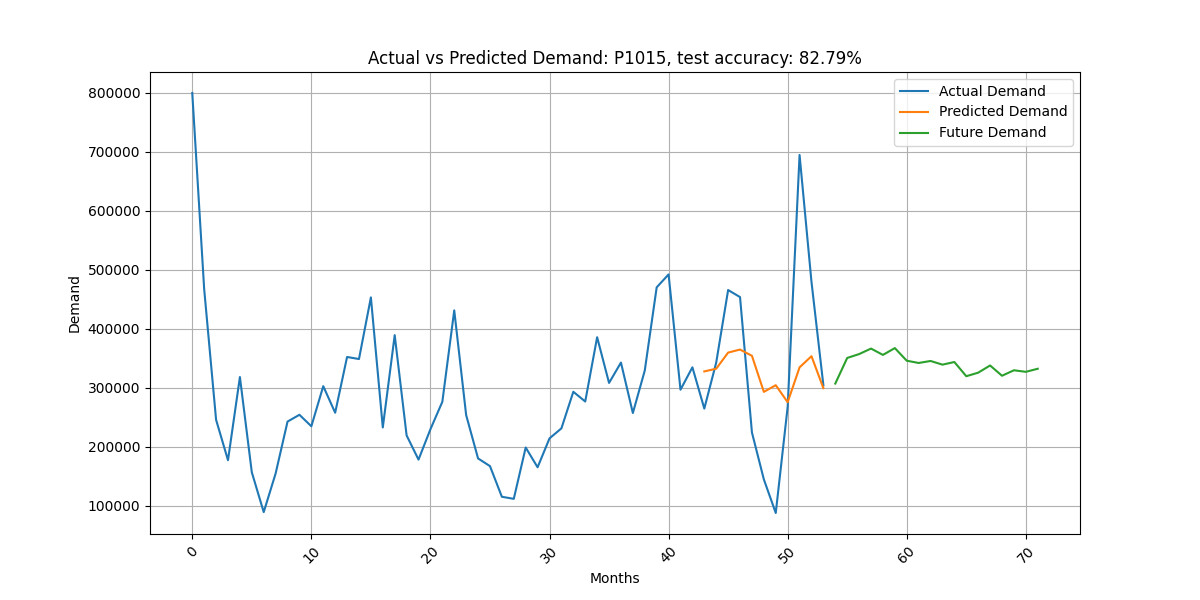 Actual vs Predicted Demand: P1015, test accuracy: 82.79%
Actual Demand
Predicted Demand
Future Demand
800000
700000
600000
500000
400000
300000
200000
100000
Demand
0
10
20
30
40
50
60
70
Months